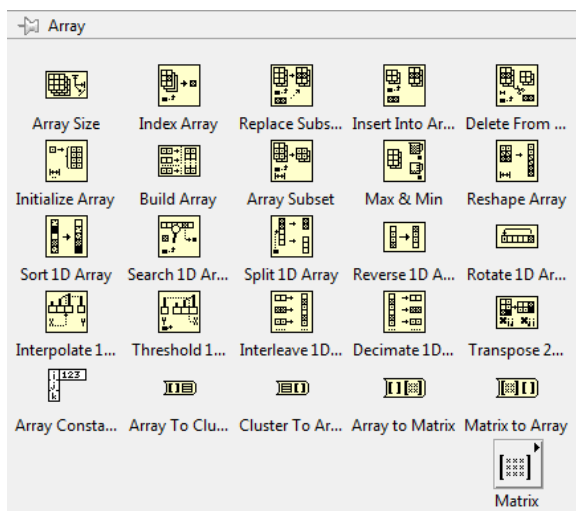 Array
Array Size Index Array Replace Subs... Insert Into Ar... Delete From ...
Initialize Array Build Array Array Subset Max & Min Reshape Array
Sort 1D Array Search 1D Ar... Split 1D Array Reverse 1D A... Rotate 1D Ar...
Interpolate 1... Threshold 1... Interleave 1D... Decimate 1D... Transpose 2...
123
Array Consta... Array To Clu... Cluster To Ar... Array to Matrix Matrix to Array
Matrix